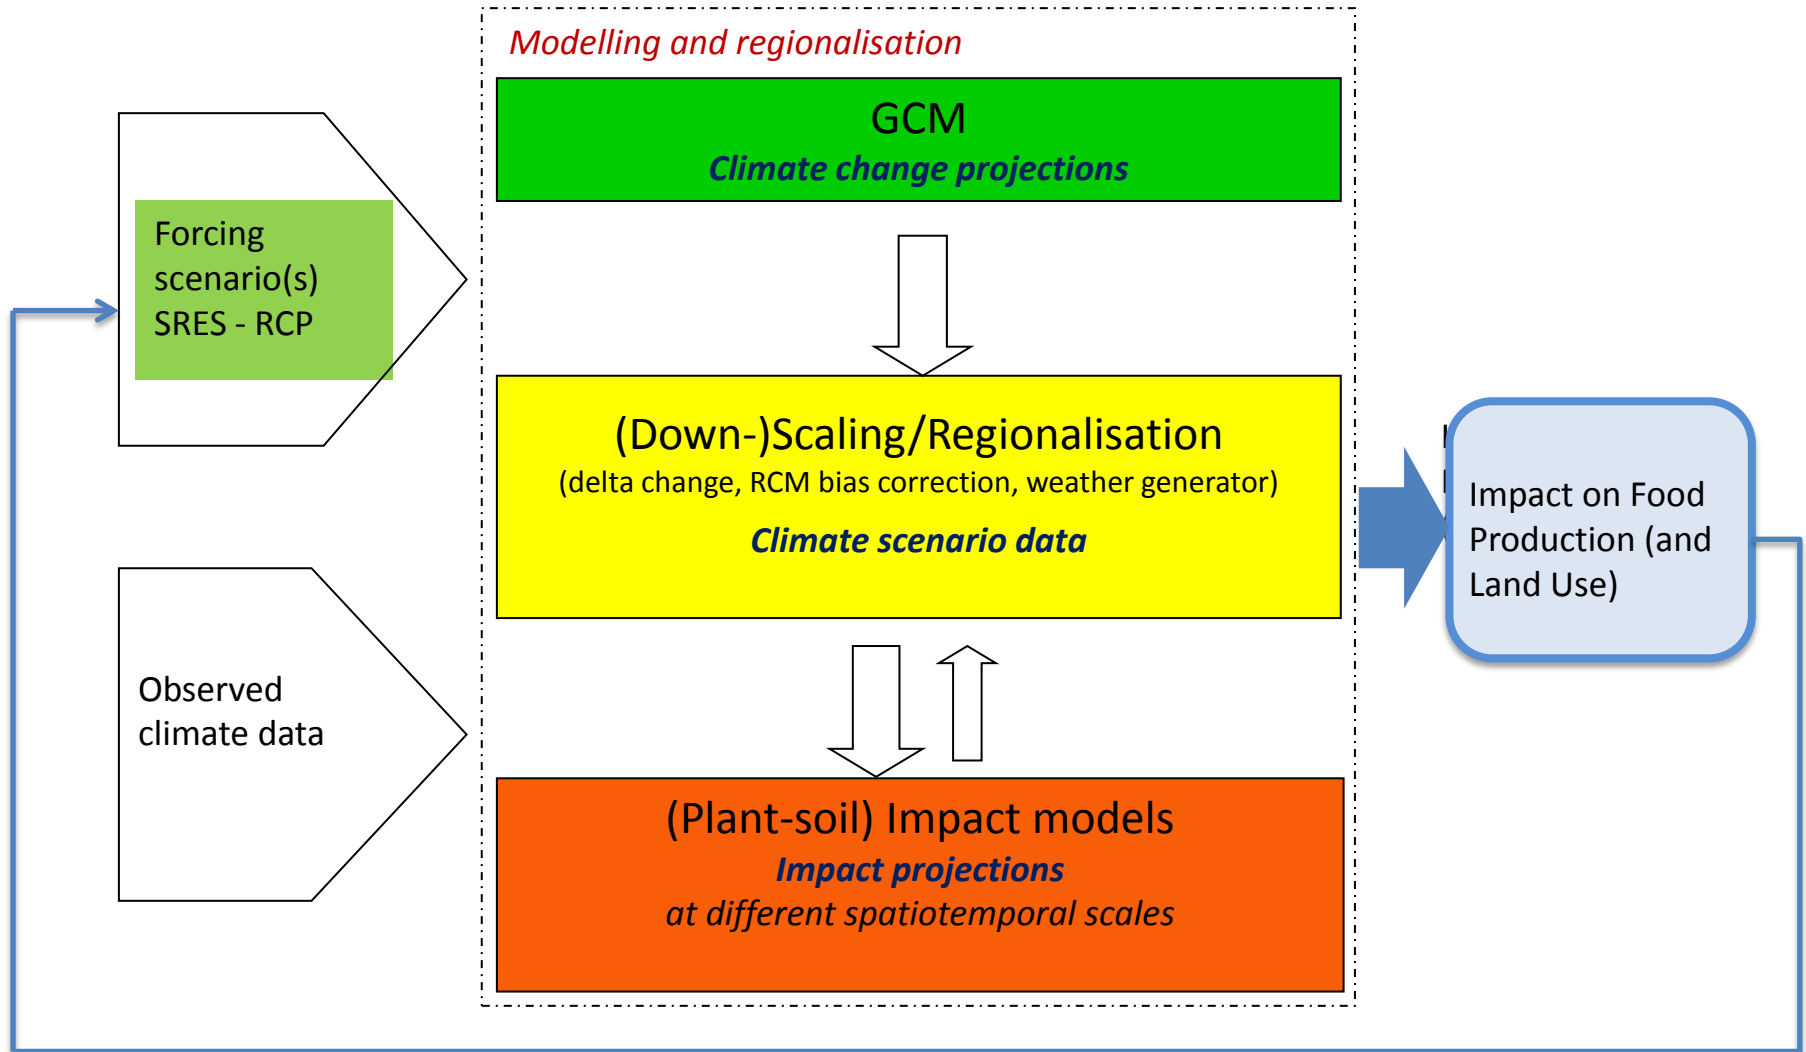 Modelling and regionalisation
GCM
Climate change projections
Forcing
scenario(s)
SRES - RCP
(Down-)Scaling/Regionalisation
(delta change, RCM bias correction, weather generator)
Climate scenario data
Impact on Food
Production (and
Land Use)
Observed
climate data
(Plant-soil) Impact models
Impact projections
at different spatiotemporal scales